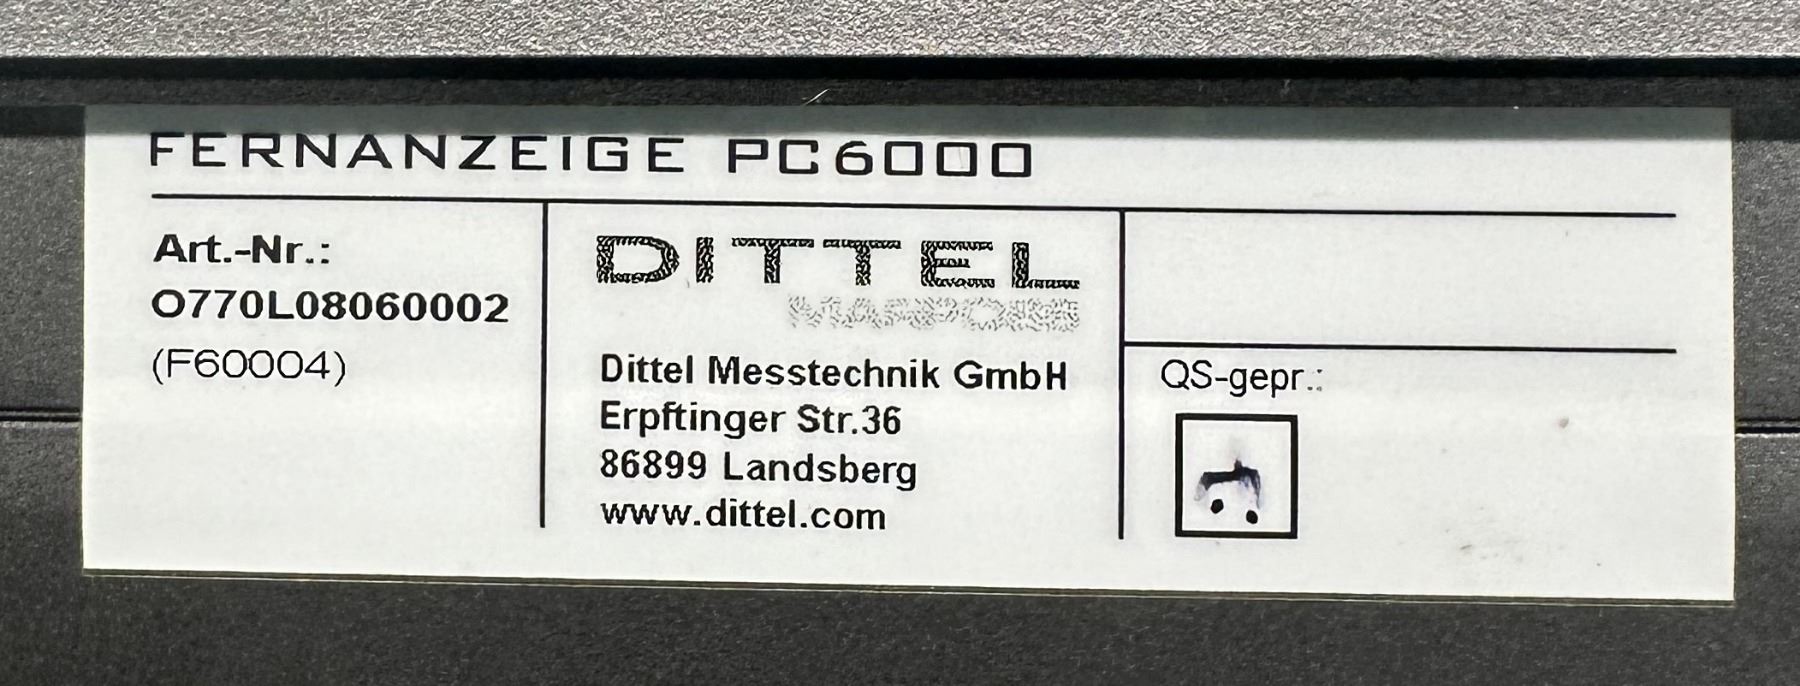 FERNANZEIGE PC6000
Art.-Nr.:
O770L08060002
(F60004)
DITTEL
MARPOSS
Dittel Messtechnik GmbH
Erpftinger Str.36
86899 Landsberg
www.dittel.com
QS-gepr.: